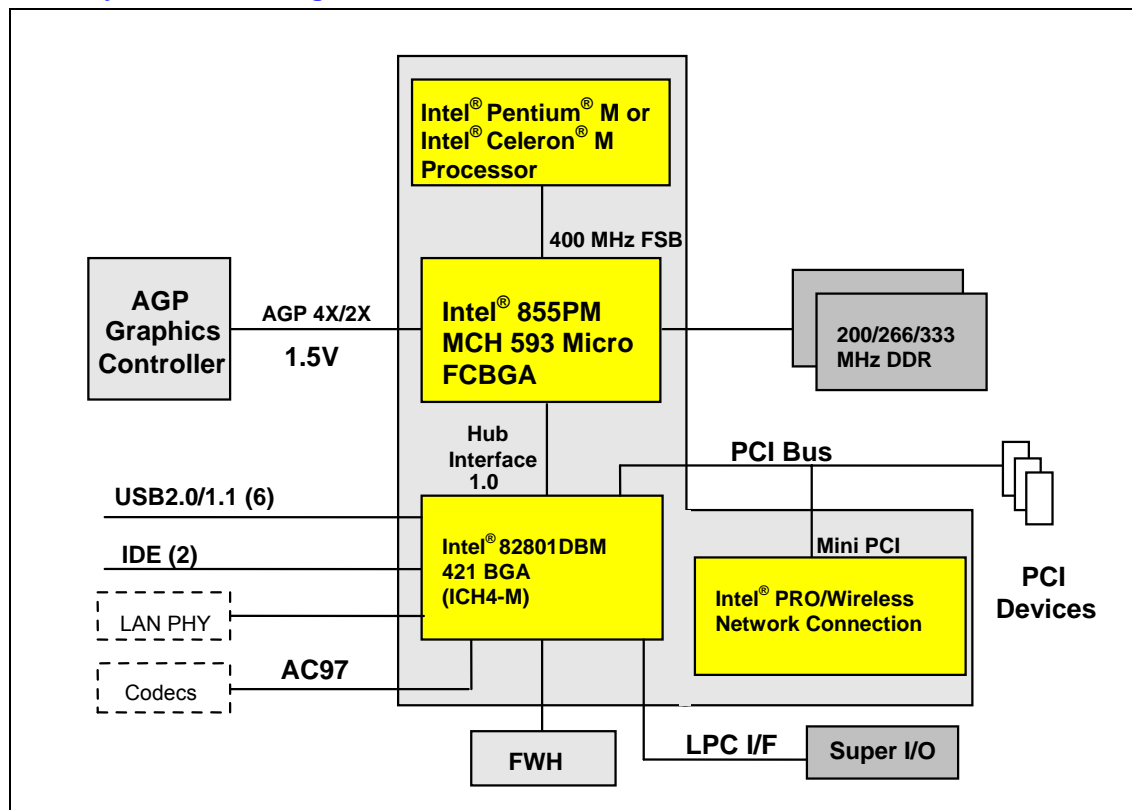 Intel® Pentium® M or
Intel® Celeron® M
Processor
400 MHz FSB
AGP
Graphics
Controller
AGP 4X/2X
1.5V
Intel® 855PM
MCH 593 Micro
FCBGA
200/266/333
MHz DDR
Hub
Interface
1.0
PCI Bus
USB2.0/1.1 (6)
IDE (2)
LAN PHY
Codecs
AC97
Intel® 82801DBM
421 BGA
(ICH4-M)
Mini PCI
Intel® PRO/Wireless
Network Connection
PCI
Devices
FWH
LPC I/F
Super I/O